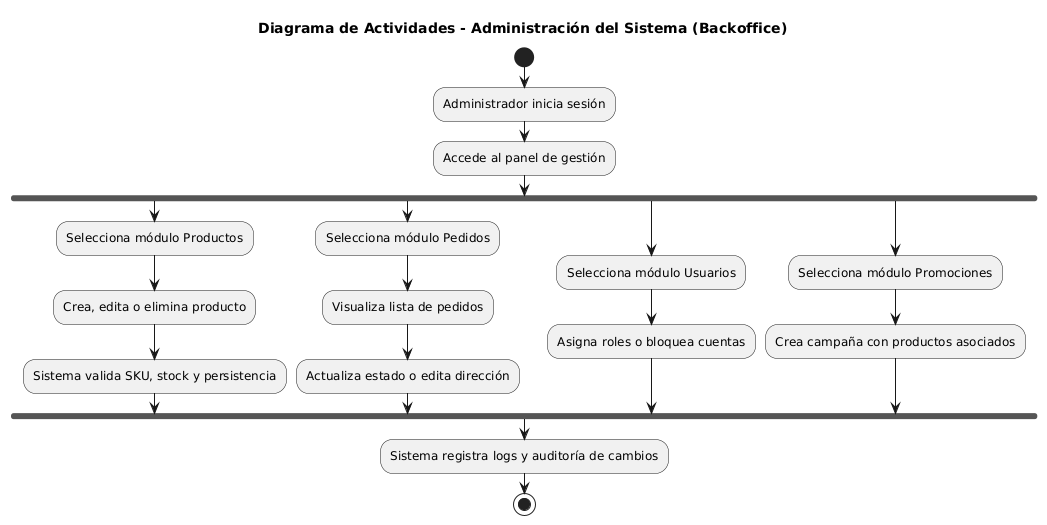 Diagrama de Actividades - Administración del Sistema (Backoffice)
Administrador inicia sesión
Accede al panel de gestión
Selecciona módulo Productos
Crea, edita o elimina producto
Sistema valida SKU, stock y persistencia
Selecciona módulo Pedidos
Visualiza lista de pedidos
Actualiza estado o edita dirección
Selecciona módulo Usuarios
Asigna roles o bloquea cuentas
Selecciona módulo Promociones
Crea campaña con productos asociados
Sistema registra logs y auditoría de cambios